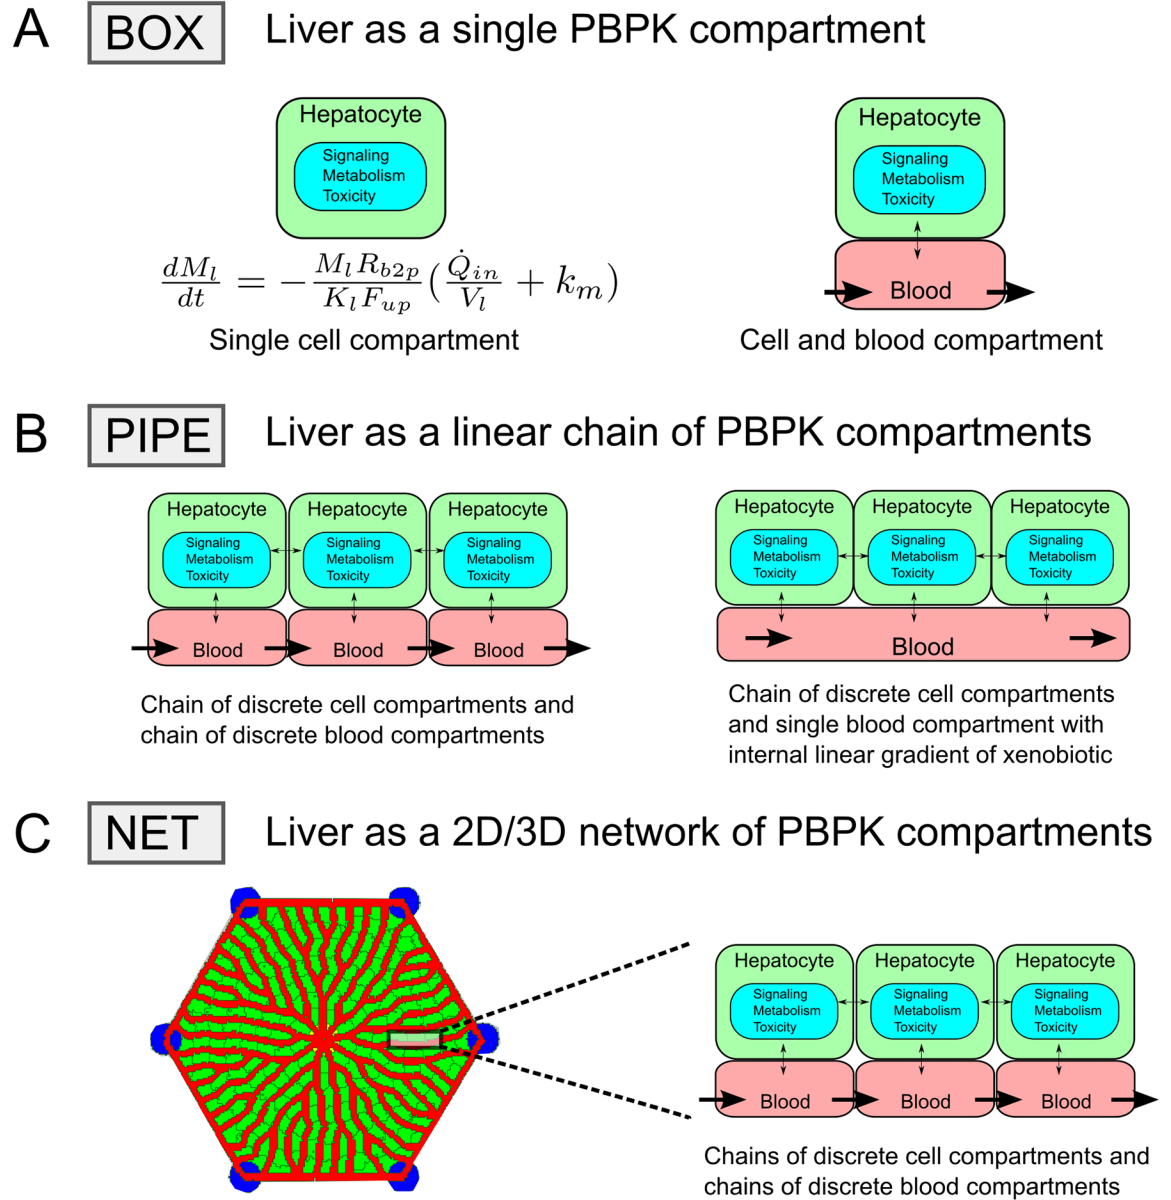 A BOX Liver as a single PBPK compartment
Hepatocyte
Signaling
Metabolism
Toxicity
dM_l/dt = −(M_l R_b2p)/(K_l F_up) (Q̇_in/V_l + k_m)
Single cell compartment
Hepatocyte
Signaling
Metabolism
Toxicity
Blood
Cell and blood compartment
B PIPE Liver as a linear chain of PBPK compartments
Hepatocyte Hepatocyte Hepatocyte
Signaling Signaling Signaling
Metabolism Metabolism Metabolism
Toxicity Toxicity Toxicity
Blood Blood Blood
Chain of discrete cell compartments and
chain of discrete blood compartments
Hepatocyte Hepatocyte Hepatocyte
Signaling Signaling Signaling
Metabolism Metabolism Metabolism
Toxicity Toxicity Toxicity
Blood
Chain of discrete cell compartments
and single blood compartment with
internal linear gradient of xenobiotic
C NET Liver as a 2D/3D network of PBPK compartments
Hepatocyte Hepatocyte Hepatocyte
Signaling Signaling Signaling
Metabolism Metabolism Metabolism
Toxicity Toxicity Toxicity
Blood Blood Blood
Chains of discrete cell compartments and
chains of discrete blood compartments